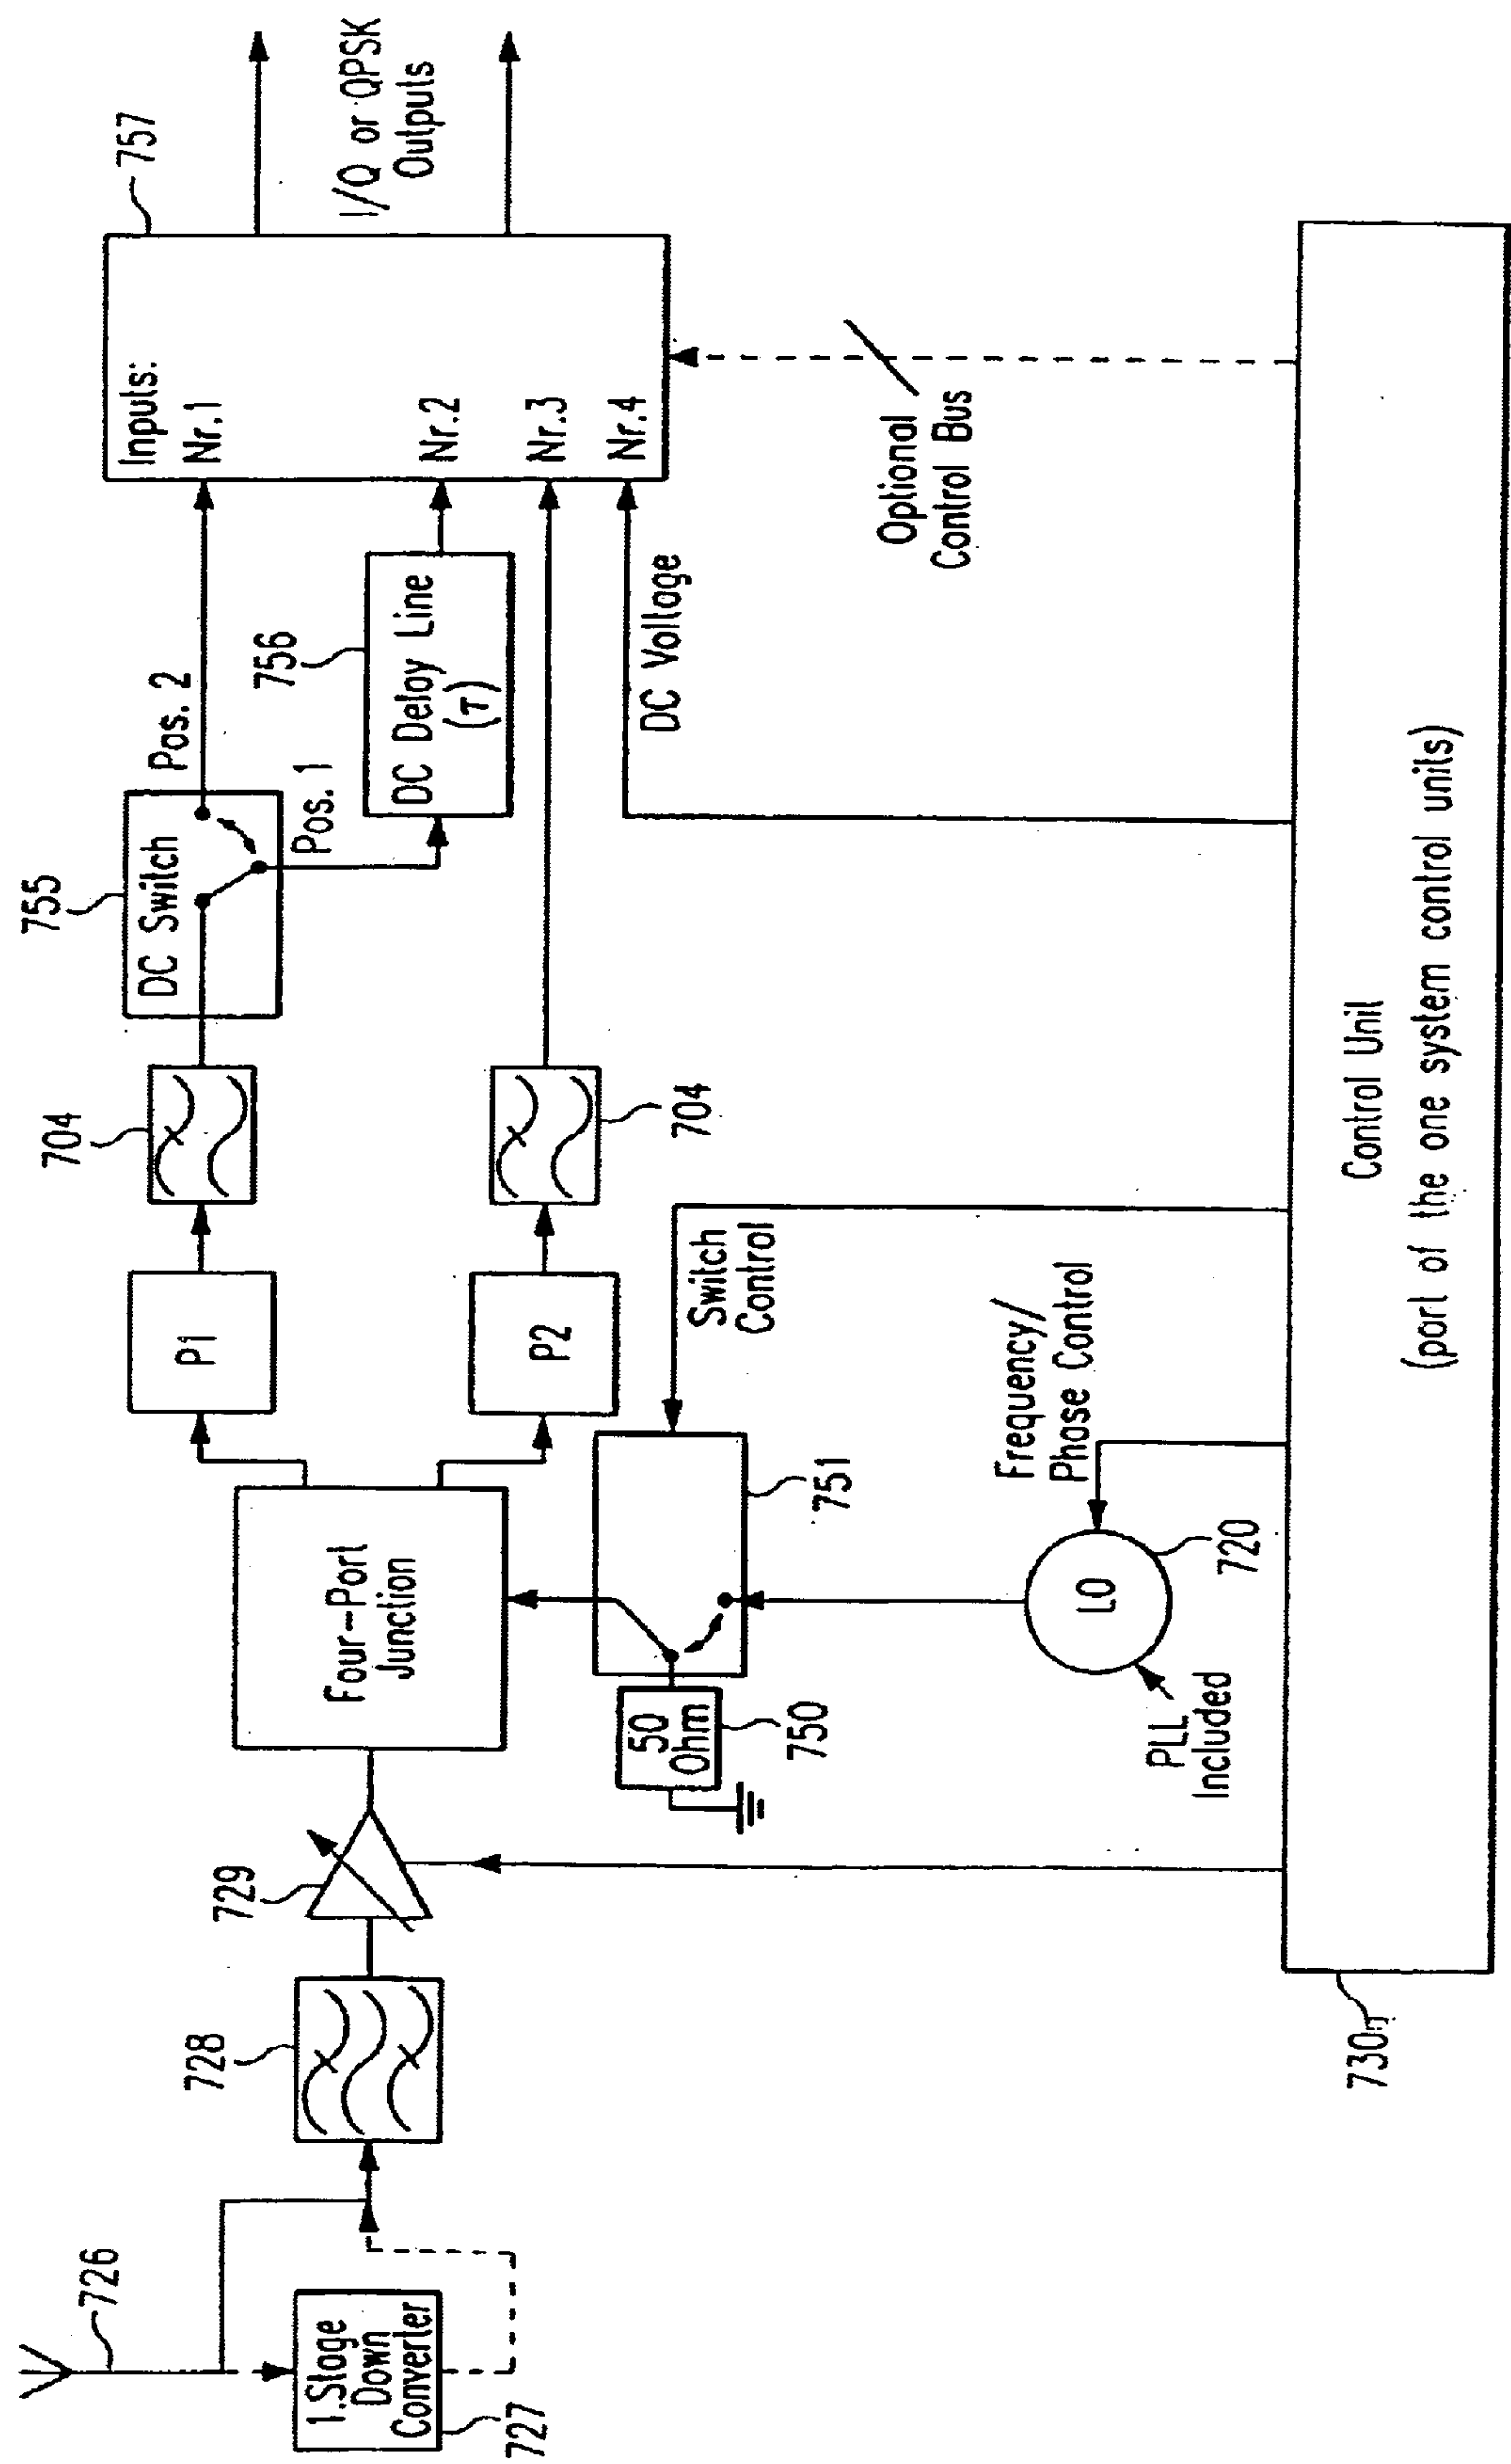 726
1.Stage
Down
Converter
727
728
729
Four-Port
Junction
P1
P2
704
704
755
DC Switch
Pos. 2
Pos. 1
756
DC Delay Line
(τ)
757
Inputs:
Nr.1
Nr.2
Nr.3
Nr.4
I/Q or QPSK
Outputs
DC Voltage
Optional
Control Bus
50
Ohm
750
751
Switch
Control
LO
720
PLL
Included
Frequency/
Phase Control
Control Unit
(part of the one system control units)
730